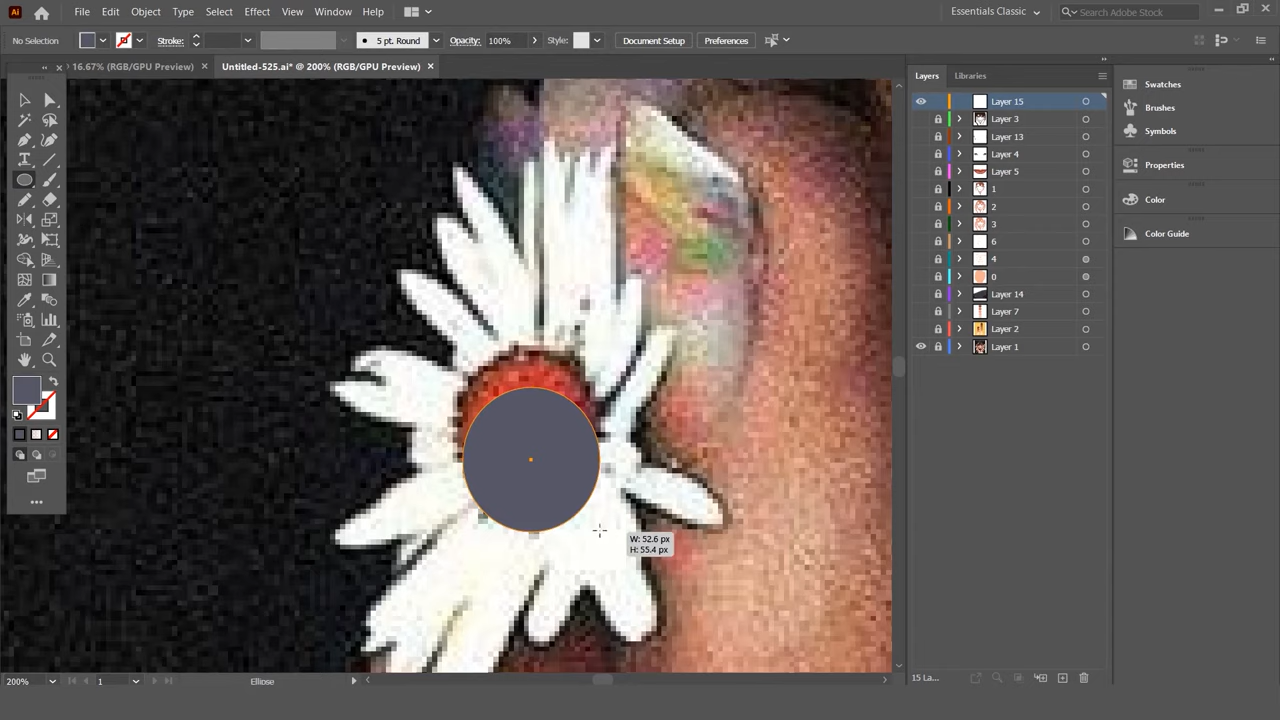 Ai File Edit Object Type Select Effect View Window Help Essentials Classic Search Adobe Stock
No Selection Stroke: 5 pt. Round Opacity: 100% Style: Document Setup Preferences
16.67% (RGB/GPU Preview) Untitled-525.ai* @ 200% (RGB/GPU Preview)
Layers Libraries
Layer 15
Layer 3
Layer 13
Layer 4
Layer 5
1
2
3
6
4
0
Layer 14
Layer 7
Layer 2
Layer 1
Swatches
Brushes
Symbols
Properties
Color
Color Guide
W: 52.6 px
H: 55.4 px
200% 1 Ellipse 15 La...